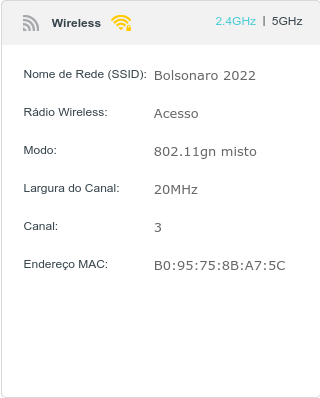 Wireless 2.4GHz | 5GHz
Nome de Rede (SSID): Bolsonaro 2022
Rádio Wireless: Acesso
Modo: 802.11gn misto
Largura do Canal: 20MHz
Canal: 3
Endereço MAC: B0:95:75:8B:A7:5C